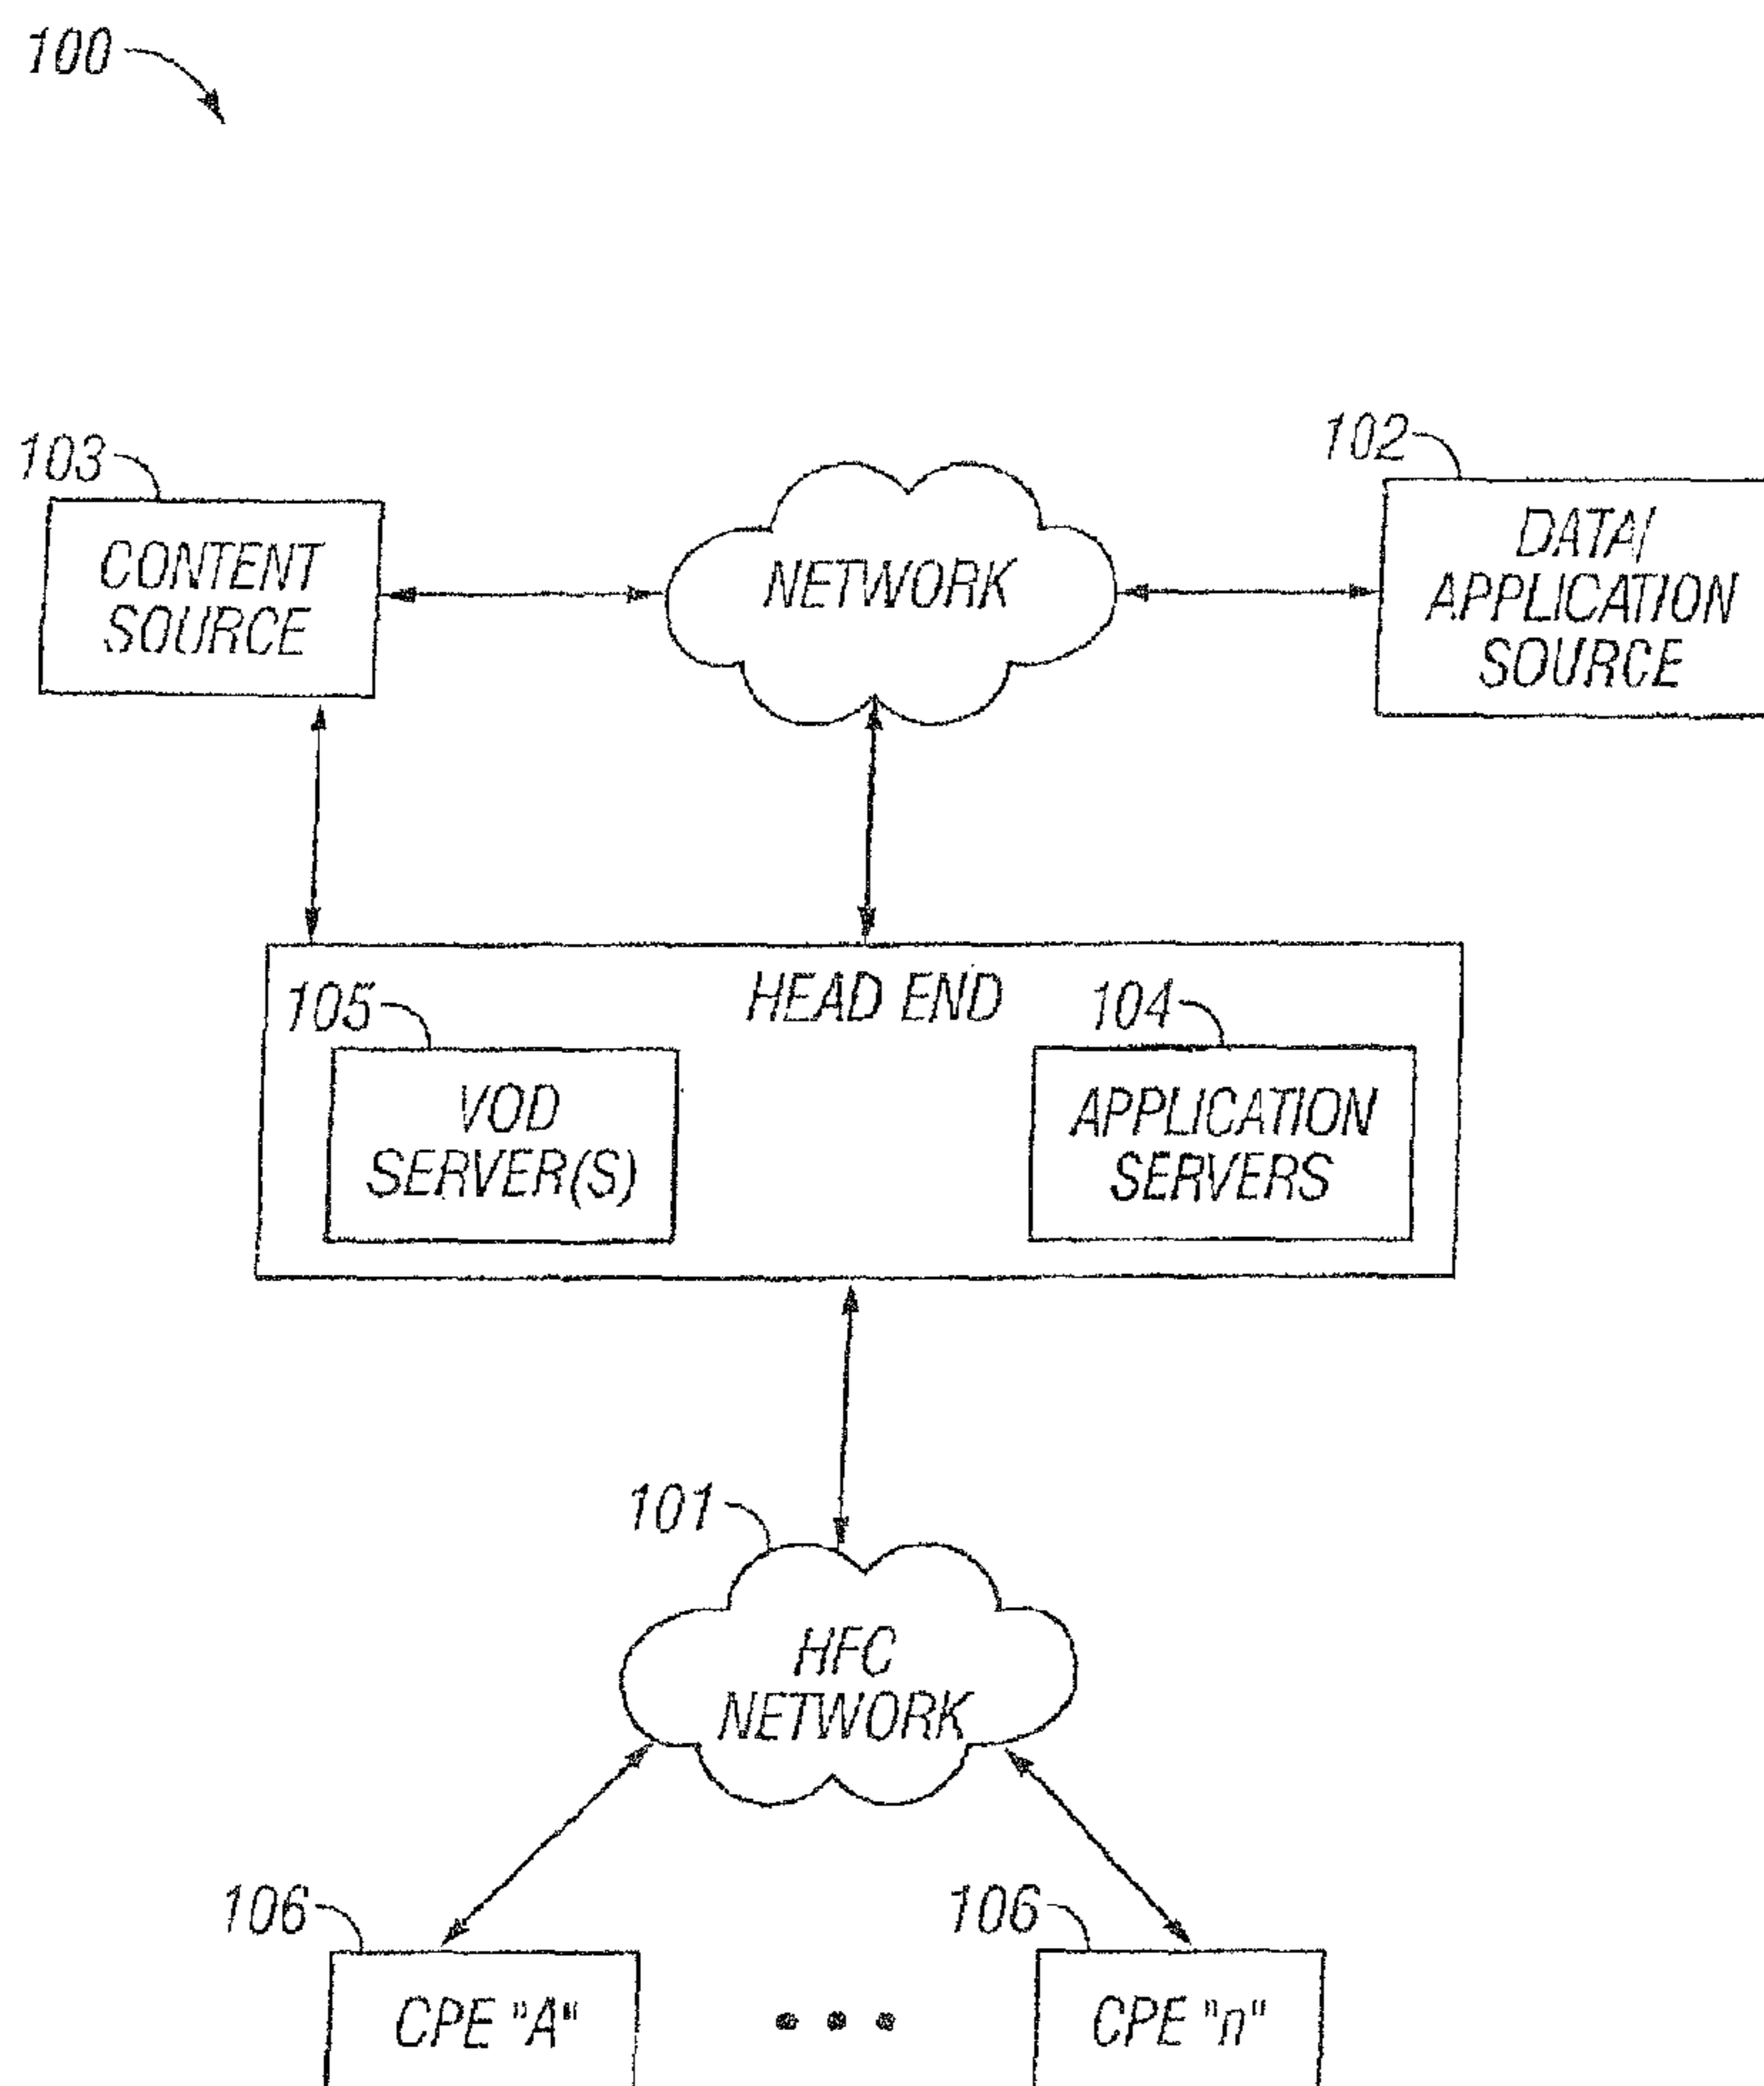 100
103
CONTENT
SOURCE
NETWORK
102
DATA/
APPLICATION
SOURCE
HEAD END
105
VOD
SERVER(S)
104
APPLICATION
SERVERS
101
HFC
NETWORK
106
CPE "A"
106
CPE "n"